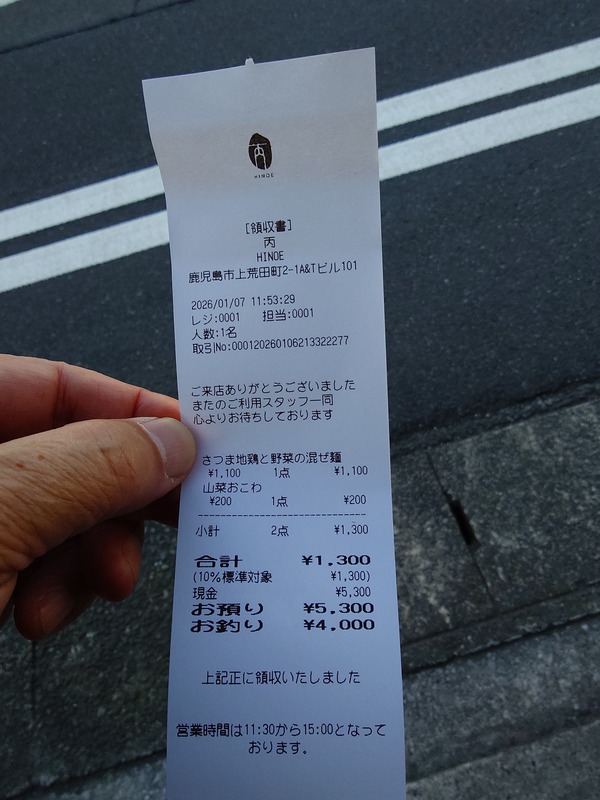 丙
HINOE
[領収書]
丙
HINOE
鹿児島市上荒田町2-1A&Tビル101
2026/01/07 11:53:29
レジ:0001 担当:0001
人数:1名
取引No:000120260106213322277
ご来店ありがとうございました
またのご利用スタッフ一同
心よりお待ちしております
さつま地鶏と野菜の混ぜ麺
¥1,100 1点 ¥1,100
山菜おこわ
¥200 1点 ¥200
小計 2点 ¥1,300
合計 ¥1,300
(10%標準対象 ¥1,300)
現金 ¥5,300
お預り ¥5,300
お釣り ¥4,000
上記正に領収いたしました
営業時間は11:30から15:00となって
おります。